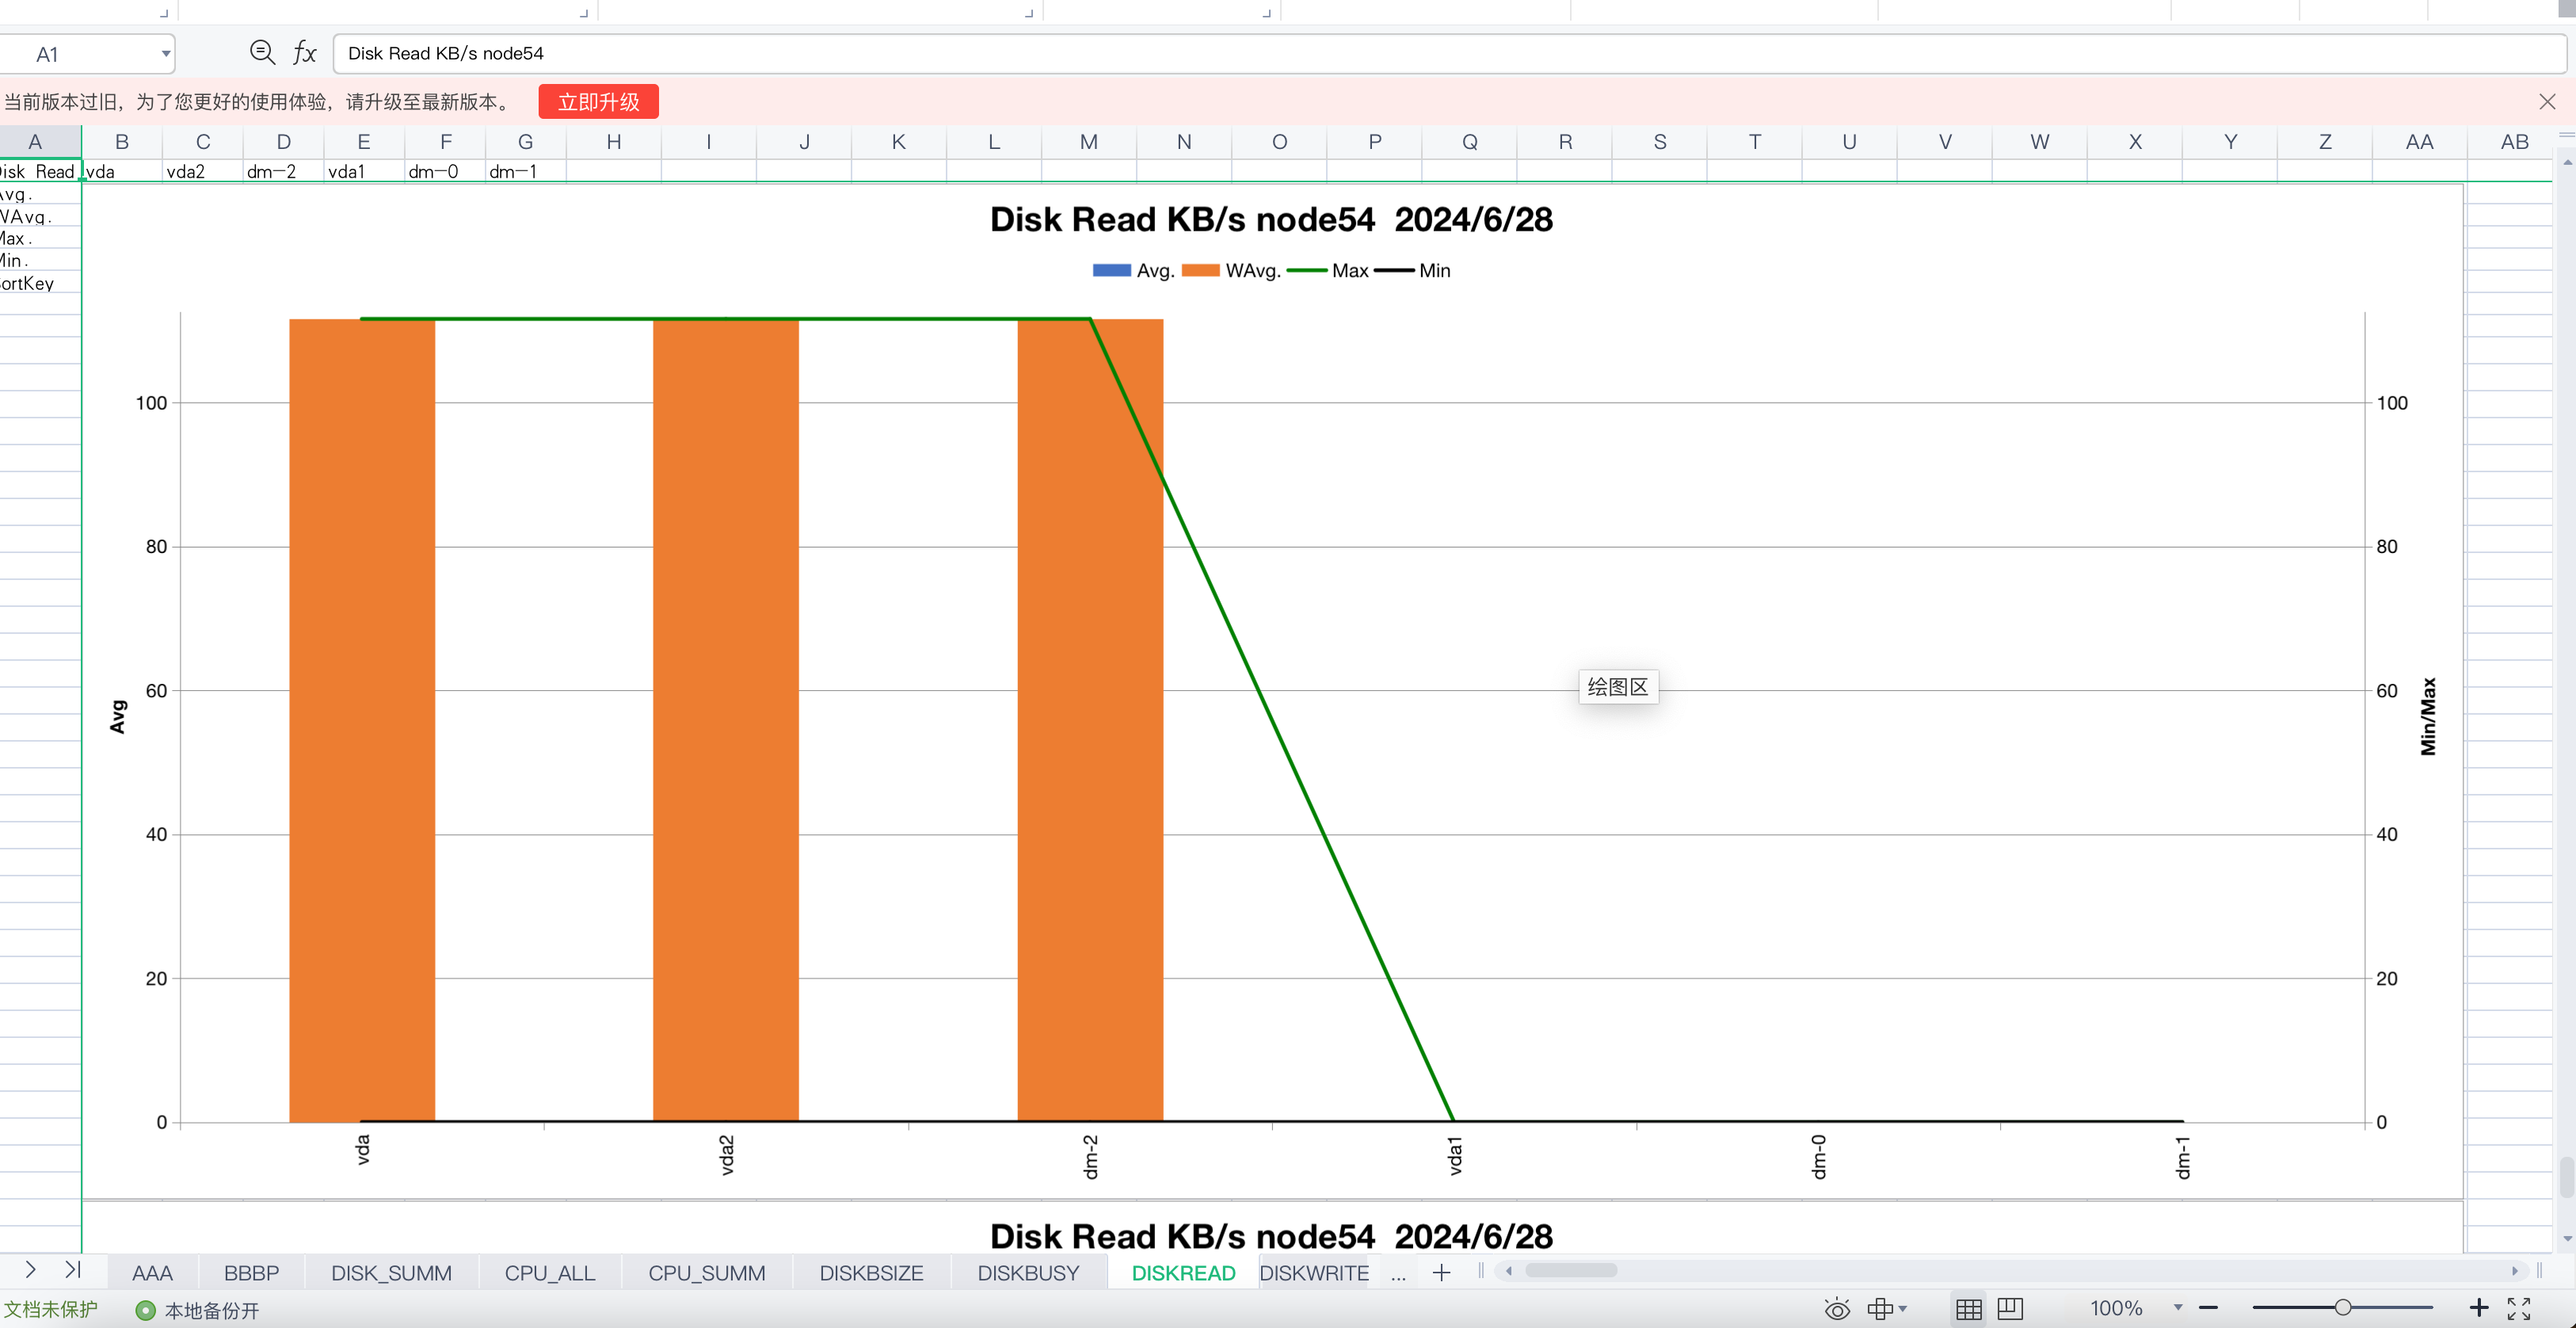 A1
fx
Disk Read KB/s node54
当前版本过旧，为了您更好的使用体验，请升级至最新版本。 立即升级
A B C D E F G H I J K L M N O P Q R S T U V W X Y Z AA AB
isk Read vda vda2 dm-2 vda1 dm-0 dm-1
Avg.
WAvg.
Max.
Min.
ortKey
Disk Read KB/s node54 2024/6/28
Avg. WAvg. Max Min
100 100
80 80
60 60
40 40
20 20
0 0
Avg
Min/Max
绘图区
vda vda2 dm-2 vda1 dm-0 dm-1
Disk Read KB/s node54 2024/6/28
AAA BBBP DISK_SUMM CPU_ALL CPU_SUMM DISKBSIZE DISKBUSY DISKREAD DISKWRITE ...
文档未保护 本地备份开 100%